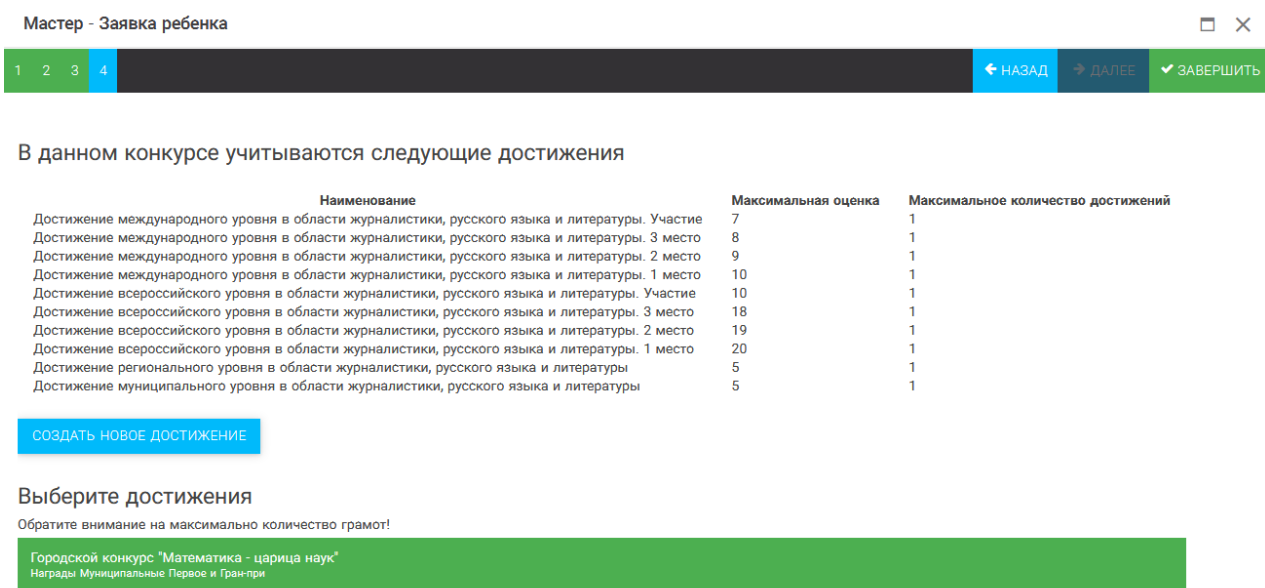 Мастер - Заявка ребенка
1 2 3 4 НАЗАД ДАЛЕЕ ЗАВЕРШИТЬ
В данном конкурсе учитываются следующие достижения
Наименование Максимальная оценка Максимальное количество достижений
Достижение международного уровня в области журналистики, русского языка и литературы. Участие 7 1
Достижение международного уровня в области журналистики, русского языка и литературы. 3 место 8 1
Достижение международного уровня в области журналистики, русского языка и литературы. 2 место 9 1
Достижение международного уровня в области журналистики, русского языка и литературы. 1 место 10 1
Достижение всероссийского уровня в области журналистики, русского языка и литературы. Участие 10 1
Достижение всероссийского уровня в области журналистики, русского языка и литературы. 3 место 18 1
Достижение всероссийского уровня в области журналистики, русского языка и литературы. 2 место 19 1
Достижение всероссийского уровня в области журналистики, русского языка и литературы. 1 место 20 1
Достижение регионального уровня в области журналистики, русского языка и литературы 5 1
Достижение муниципального уровня в области журналистики, русского языка и литературы 5 1
СОЗДАТЬ НОВОЕ ДОСТИЖЕНИЕ
Выберите достижения
Обратите внимание на максимально количество грамот!
Городской конкурс "Математика - царица наук"
Награды Муниципальные Первое и Гран-при